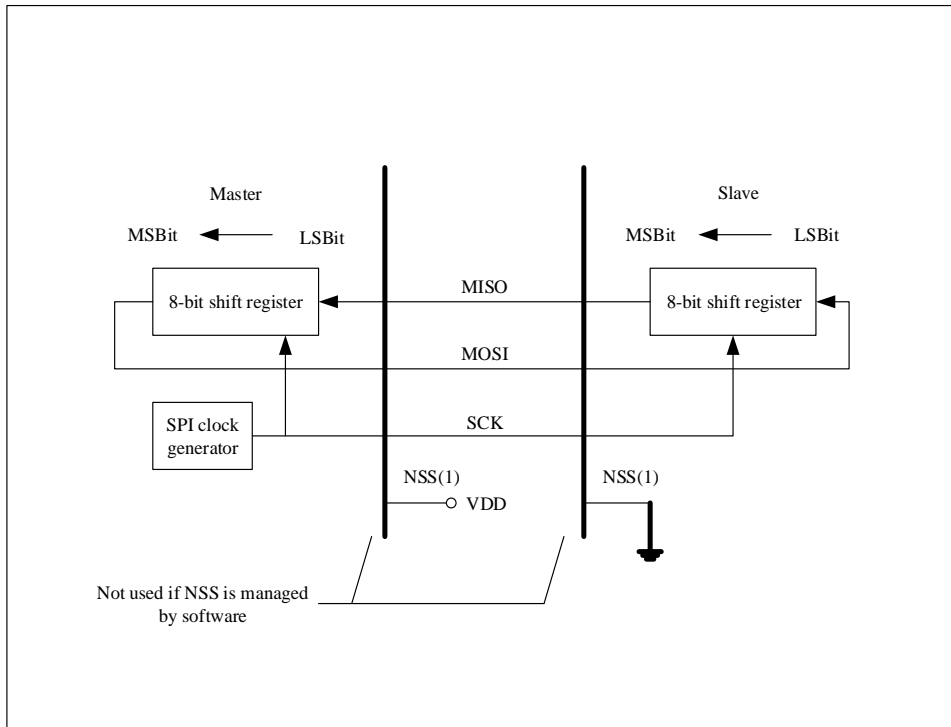 Master
Slave
MSBit
LSBit
MSBit
LSBit
8-bit shift register
MISO
8-bit shift register
MOSI
SPI clock
generator
SCK
NSS(1)
NSS(1)
VDD
Not used if NSS is managed
by software